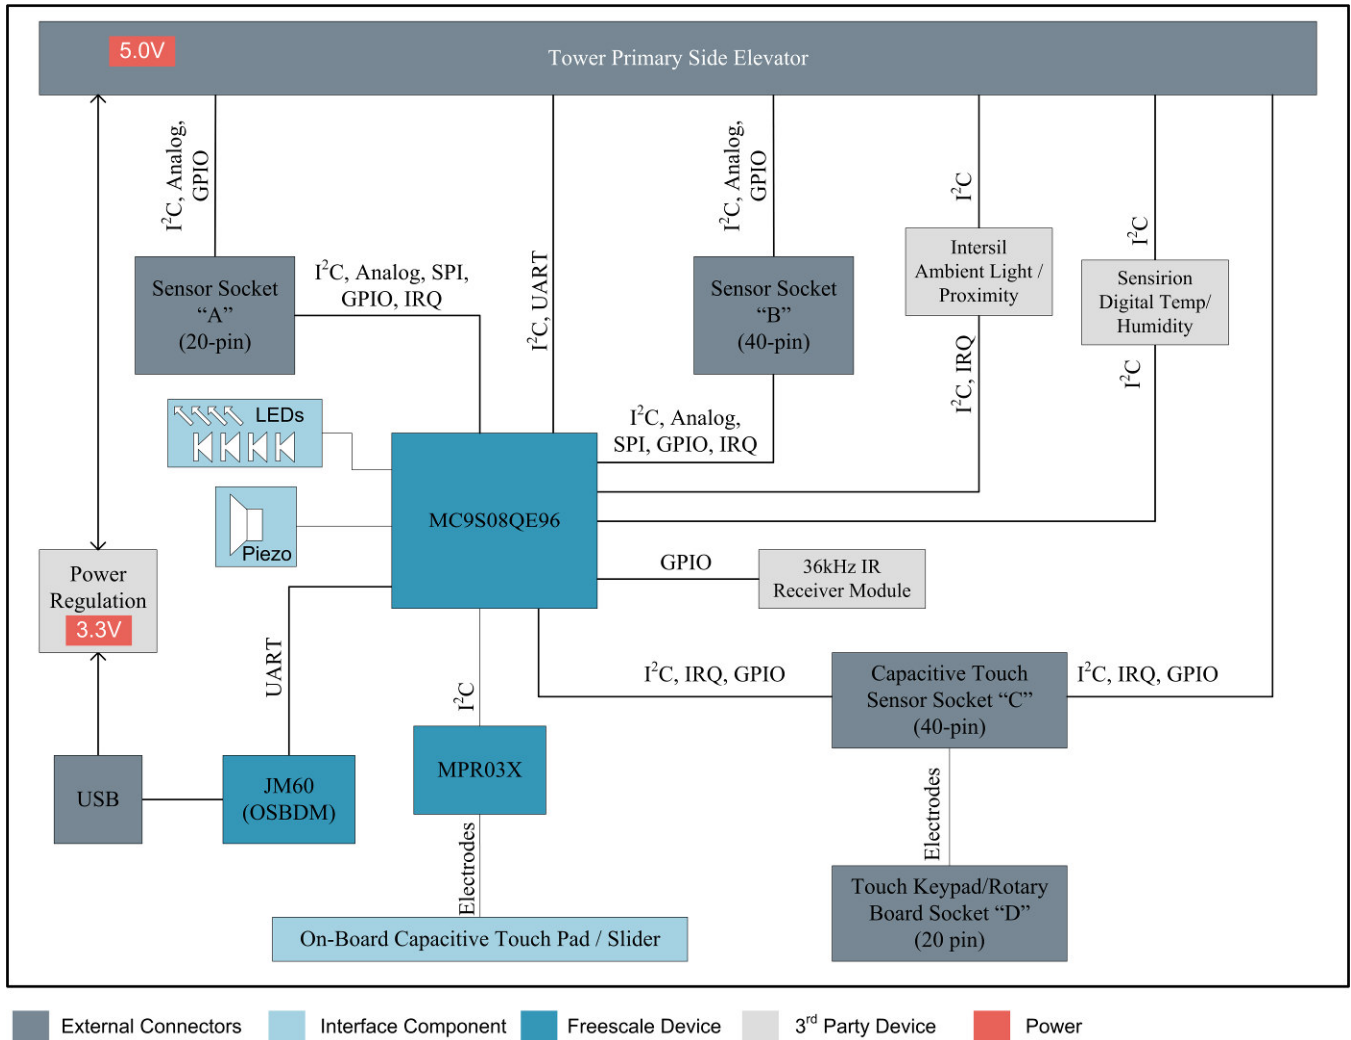 5.0V
Tower Primary Side Elevator
I²C, Analog,
GPIO
I²C, UART
I²C, Analog,
GPIO
I²C
I²C
Sensor Socket
“A”
(20-pin)
I²C, Analog, SPI,
GPIO, IRQ
Sensor Socket
“B”
(40-pin)
Intersil
Ambient Light /
Proximity
Sensirion
Digital Temp/
Humidity
I²C, IRQ
I²C
LEDs
I²C, Analog,
SPI, GPIO, IRQ
MC9S08QE96
Piezo
Power
Regulation
3.3V
GPIO
36kHz IR
Receiver Module
UART
I²C
I²C, IRQ, GPIO
Capacitive Touch
Sensor Socket “C”
(40-pin)
I²C, IRQ, GPIO
USB
JM60
(OSBDM)
MPR03X
Electrodes
Electrodes
Touch Keypad/Rotary
Board Socket “D”
(20 pin)
On-Board Capacitive Touch Pad / Slider
External Connectors
Interface Component
Freescale Device
3rd Party Device
Power